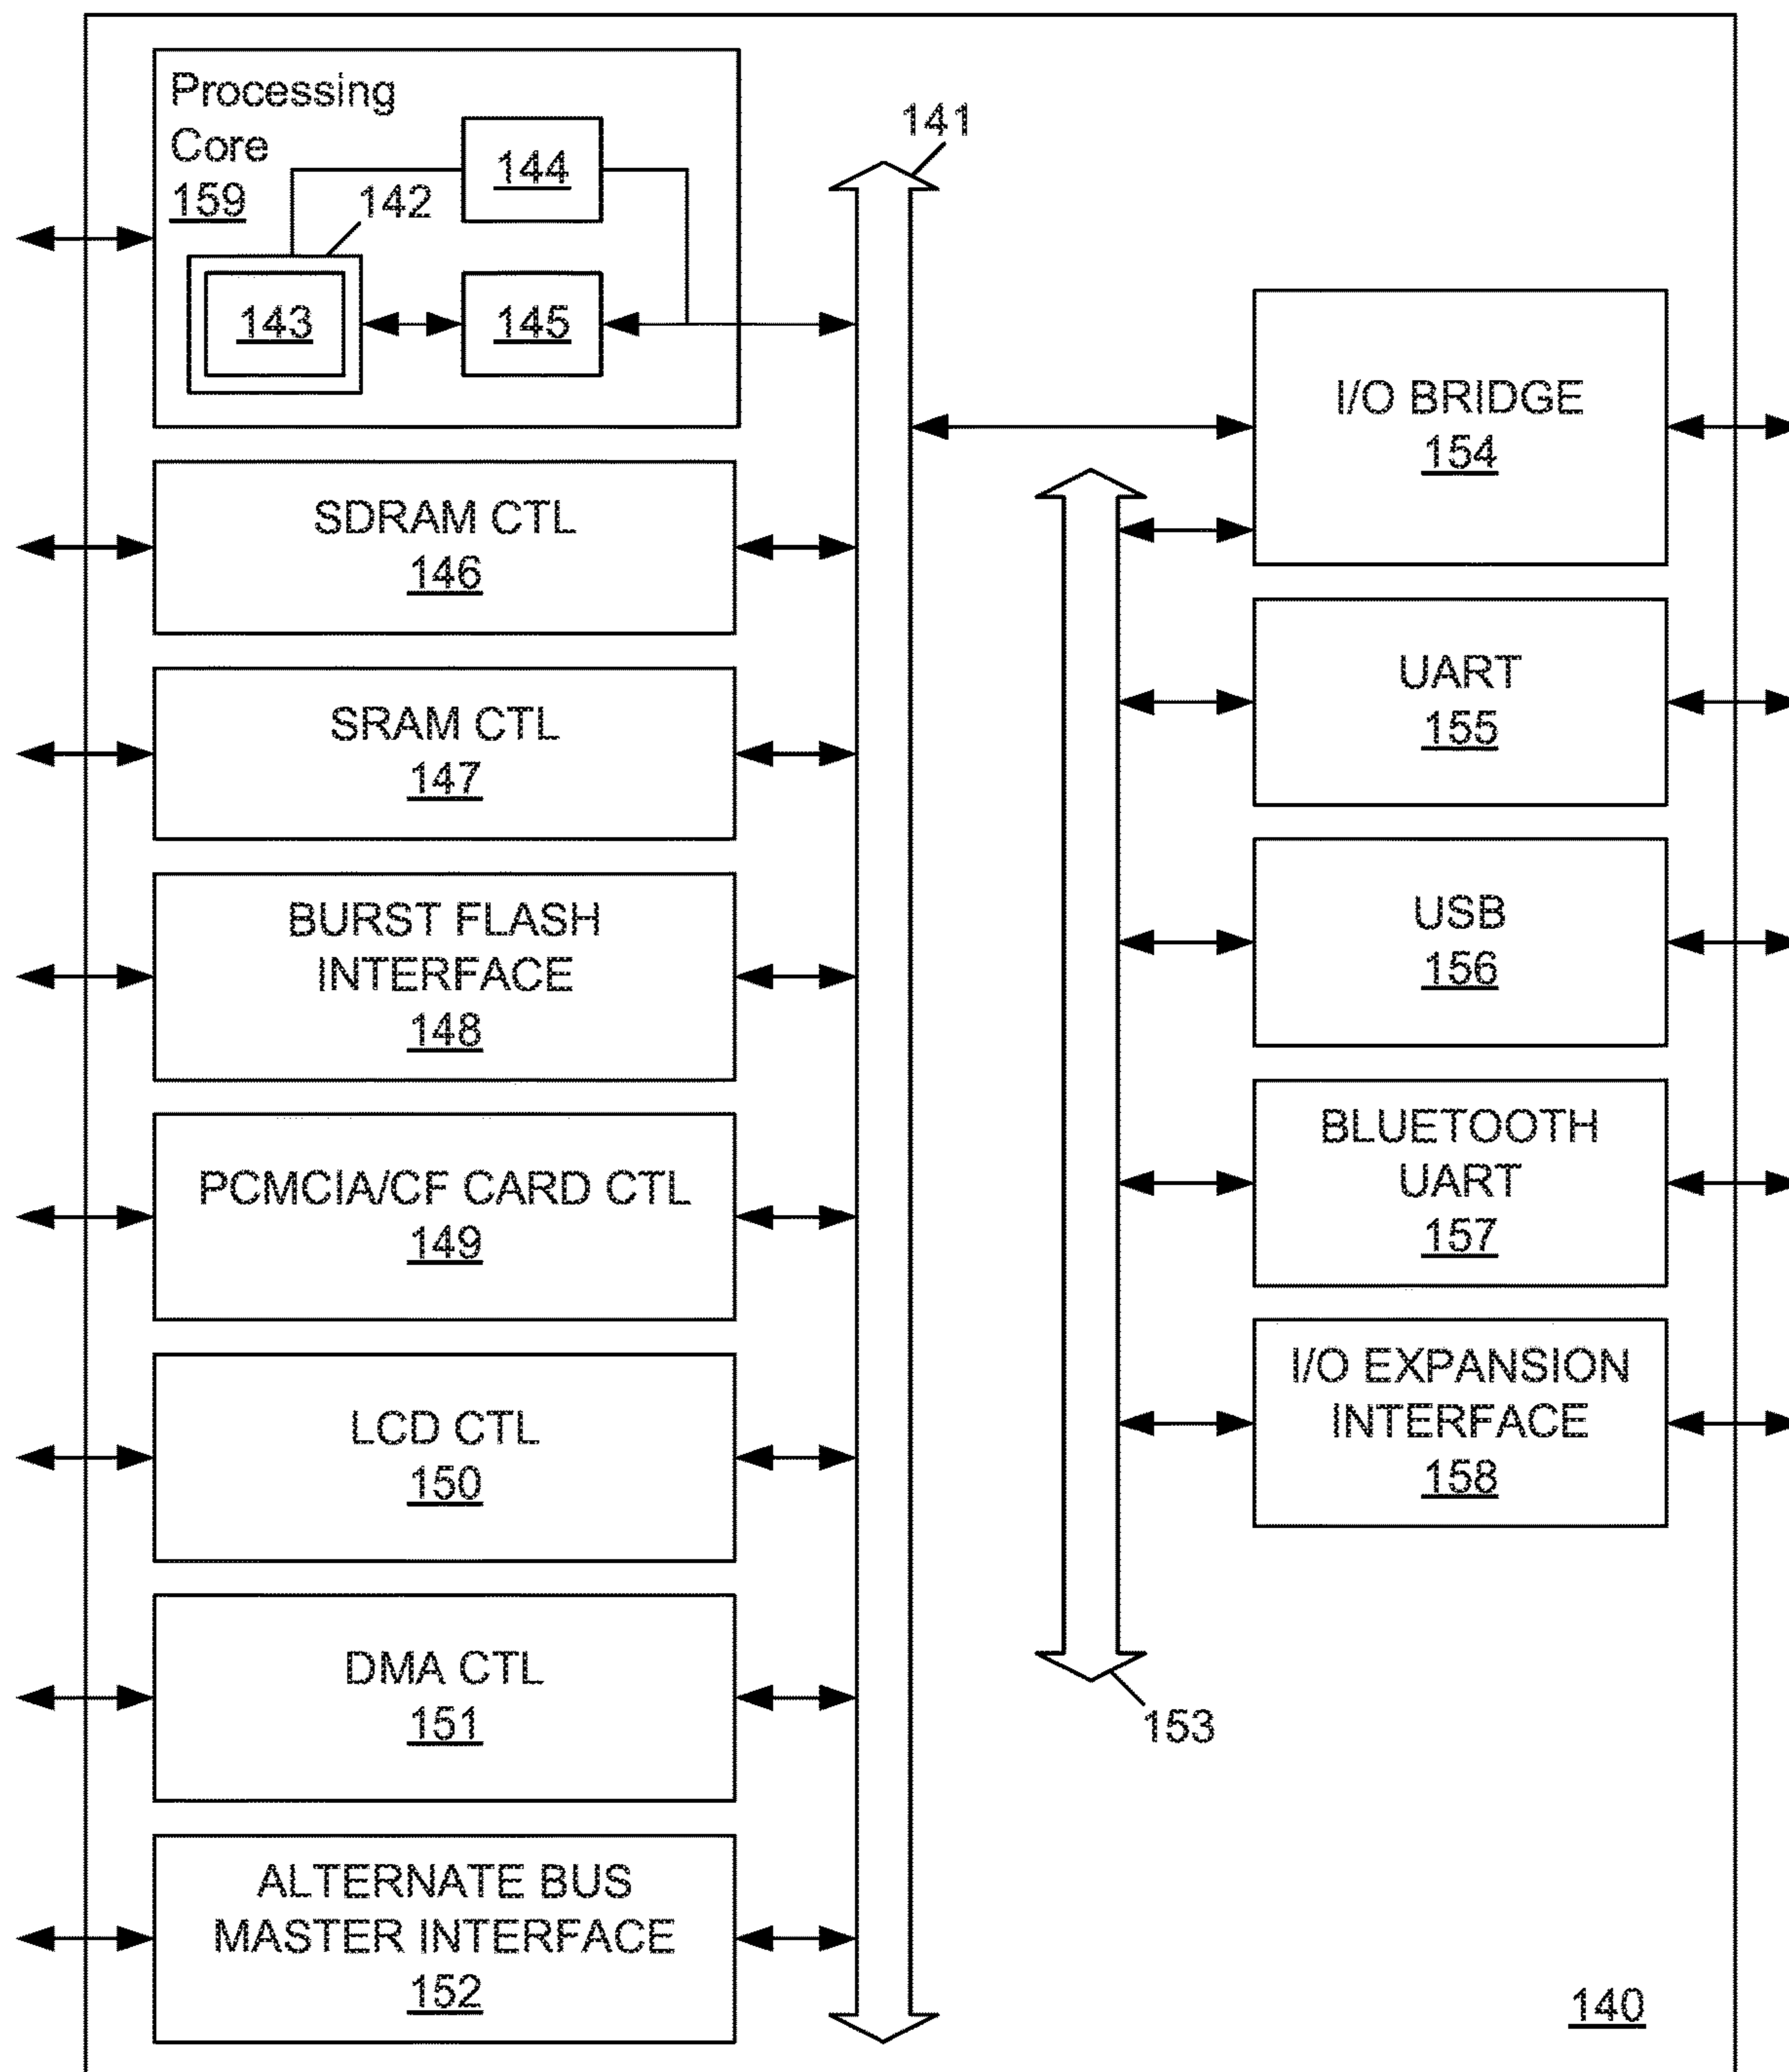 Processing
Core
159
142
144
143
145
141
SDRAM CTL
146
SRAM CTL
147
BURST FLASH
INTERFACE
148
PCMCIA/CF CARD CTL
149
LCD CTL
150
DMA CTL
151
ALTERNATE BUS
MASTER INTERFACE
152
I/O BRIDGE
154
UART
155
USB
156
BLUETOOTH
UART
157
I/O EXPANSION
INTERFACE
158
153
140